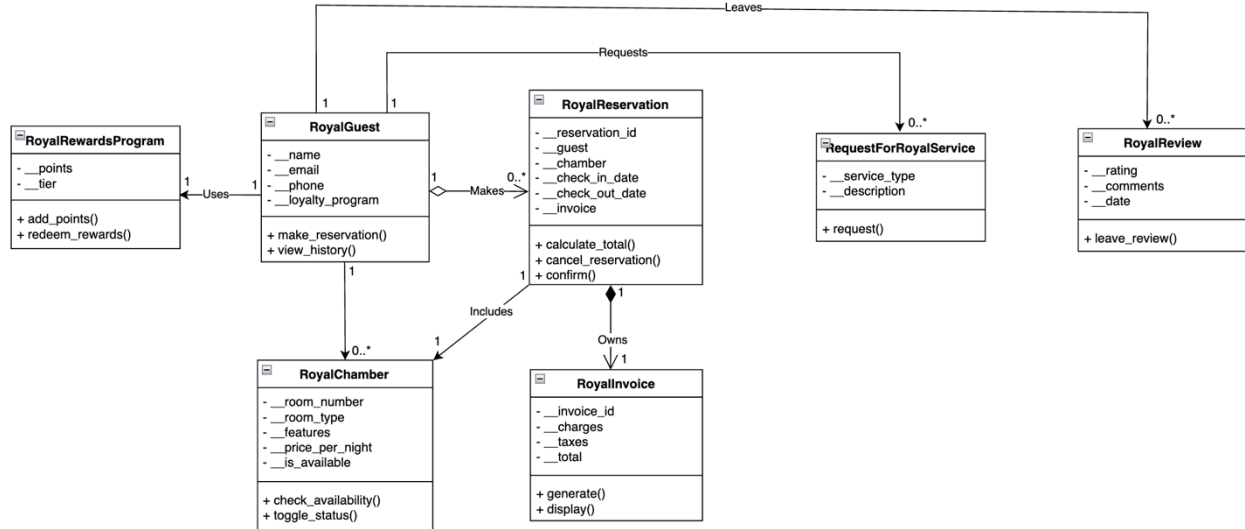 Leaves
Requests
1
1
0..*
0..*
RoyalRewardsProgram
- __points
- __tier
+ add_points()
+ redeem_rewards()
1
Uses
1
RoyalGuest
- __name
- __email
- __phone
- __loyalty_program
+ make_reservation()
+ view_history()
1
Makes
0..*
RoyalReservation
- __reservation_id
- __guest
- __chamber
- __check_in_date
- __check_out_date
- __invoice
+ calculate_total()
+ cancel_reservation()
+ confirm()
RequestForRoyalService
- __service_type
- __description
+ request()
RoyalReview
- __rating
- __comments
- __date
+ leave_review()
1
0..*
1
Includes
1
1
Owns
1
RoyalChamber
- __room_number
- __room_type
- __features
- __price_per_night
- __is_available
+ check_availability()
+ toggle_status()
RoyalInvoice
- __invoice_id
- __charges
- __taxes
- __total
+ generate()
+ display()